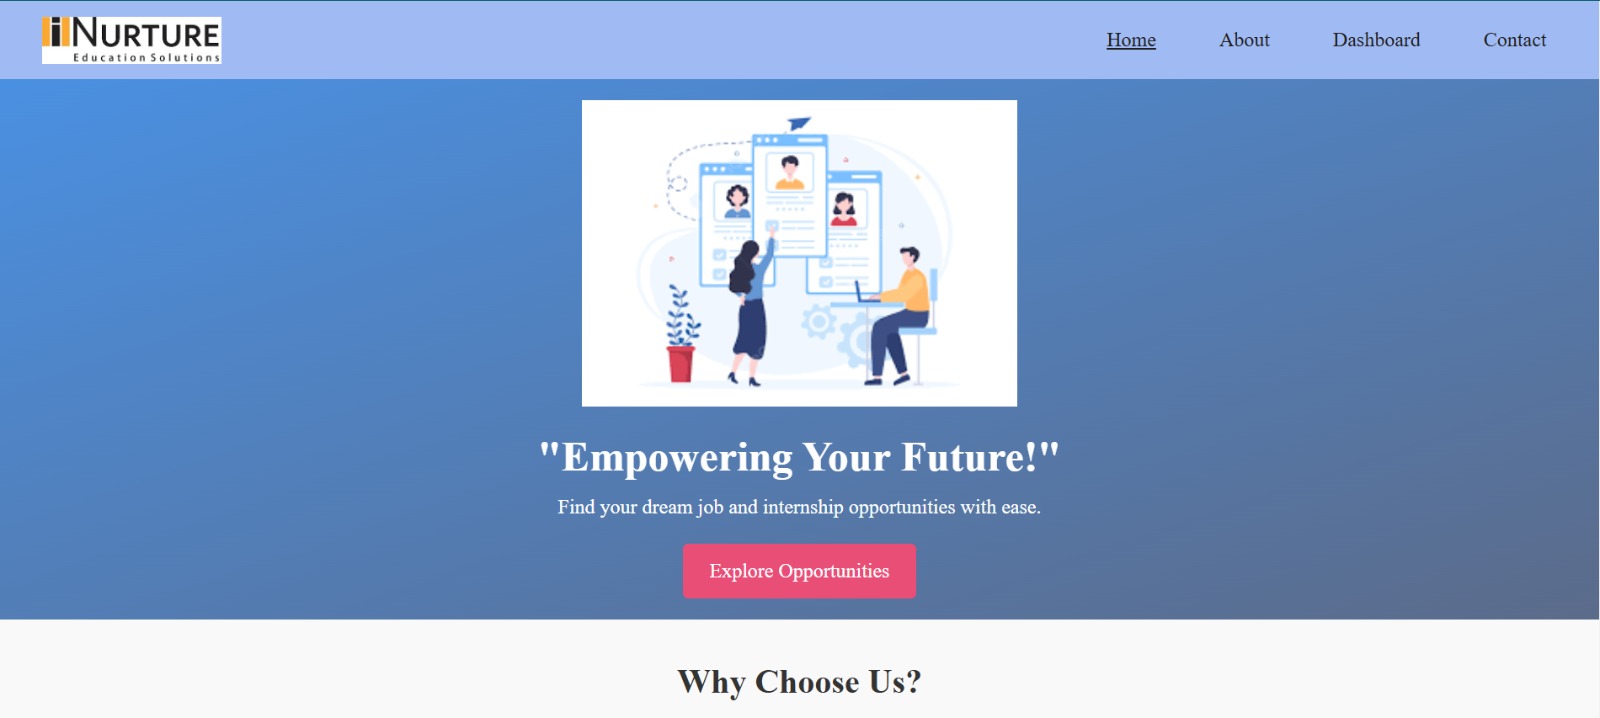 iNURTURE
Education Solutions
Home About Dashboard Contact
"Empowering Your Future!"
Find your dream job and internship opportunities with ease.
Explore Opportunities
Why Choose Us?